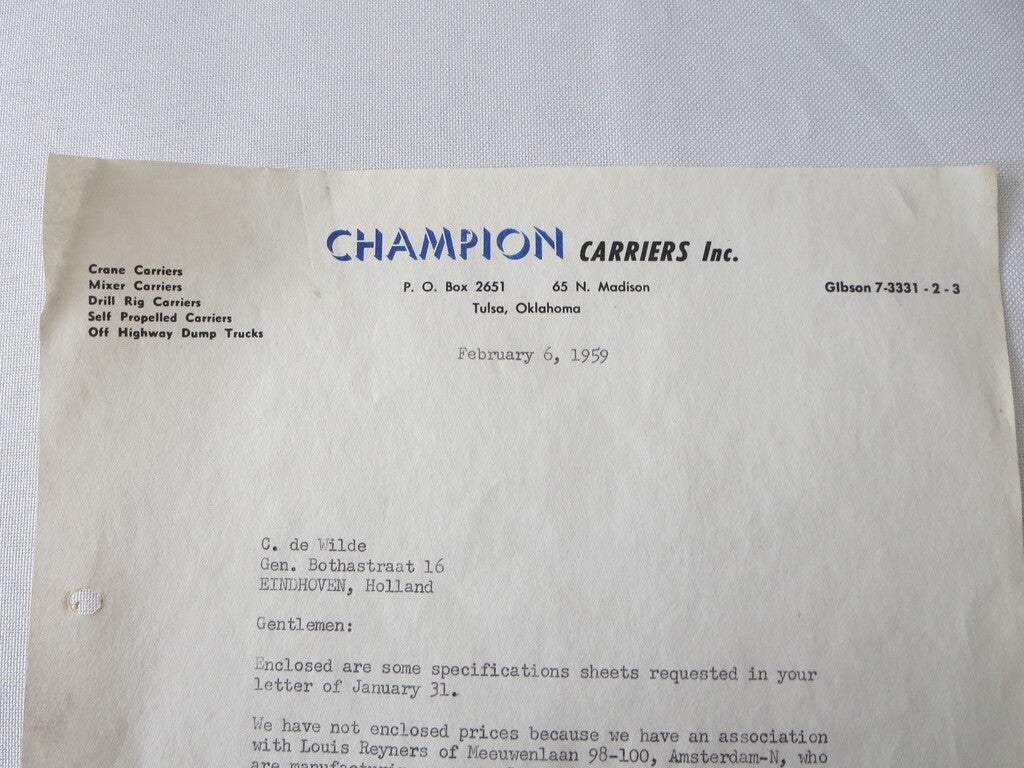 CHAMPION CARRIERS Inc.
Crane Carriers
Mixer Carriers
Drill Rig Carriers
Self Propelled Carriers
Off Highway Dump Trucks
P. O. Box 2651 65 N. Madison
Tulsa, Oklahoma
GIbson 7-3331 - 2 - 3
February 6, 1959
C. de Wilde
Gen. Bothastraat 16
EINDHOVEN, Holland
Gentlemen:
Enclosed are some specifications sheets requested in your
letter of January 31.
We have not enclosed prices because we have an association
with Louis Reyners of Meeuwenlaan 98-100, Amsterdam-N, who
are manufacturing